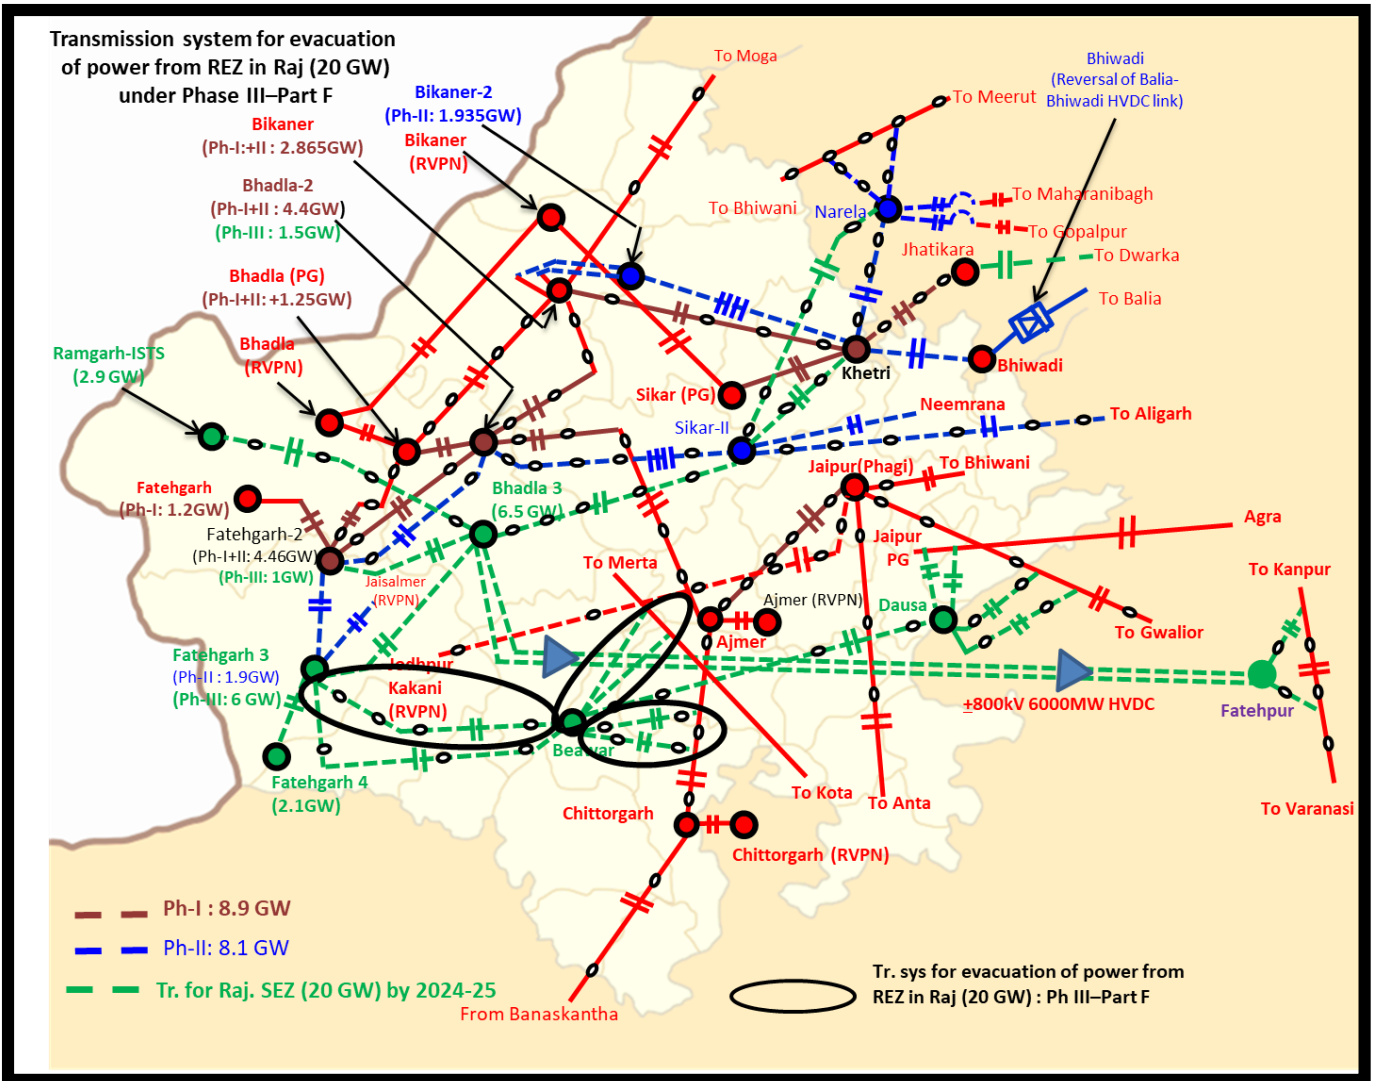 Transmission system for evacuation
of power from REZ in Raj (20 GW)
under Phase III–Part F
Bikaner
(Ph-I:+II : 2.865GW)
Bikaner-2
(Ph-II: 1.935GW)
Bikaner
(RVPN)
Bhadla-2
(Ph-I+II : 4.4GW)
(Ph-III : 1.5GW)
Bhadla (PG)
(Ph-I+II: +1.25GW)
Bhadla
(RVPN)
Ramgarh-ISTS
(2.9 GW)
To Moga
To Meerut
To Bhiwani
Narela
Bhiwadi
(Reversal of Balia-
Bhiwadi HVDC link)
To Maharanibagh
To Gopalpur
Jhatikara
To Dwarka
To Balia
Khetri
Bhiwadi
Sikar (PG)
Sikar-II
Neemrana
To Aligarh
Jaipur(Phagi)
To Bhiwani
Fatehgarh
(Ph-I: 1.2GW)
Fatehgarh-2
(Ph-I+II: 4.46GW)
(Ph-III: 1GW)
Bhadla 3
(6.5 GW)
Jaisalmer
(RVPN)
To Merta
Jaipur
PG
Agra
To Kanpur
Ajmer (RVPN)
Ajmer
Dausa
To Gwalior
Fatehgarh 3
(Ph-II : 1.9GW)
(Ph-III: 6 GW)
Jodhpur
Kakani
(RVPN)
Beawar
+800kV 6000MW HVDC
Fatehpur
Fatehgarh 4
(2.1GW)
To Kota
To Anta
To Varanasi
Chittorgarh
Chittorgarh (RVPN)
Ph-I : 8.9 GW
Ph-II: 8.1 GW
Tr. for Raj. SEZ (20 GW) by 2024-25
From Banaskantha
Tr. sys for evacuation of power from
REZ in Raj (20 GW) : Ph III–Part F